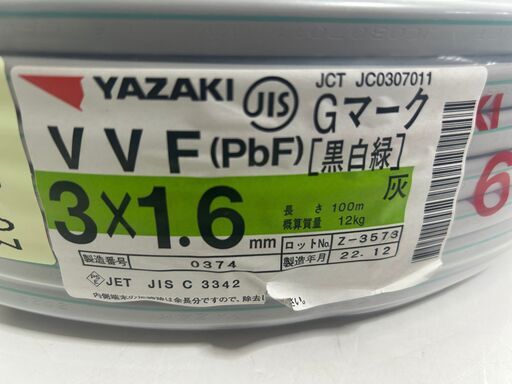 YAZAKI
JIS
JCT JC0307011
Gマーク
VVF(PbF)[黒白緑]
3×1.6mm
長さ 100m
概算質量 12kg
灰
製造番号 0374
ロットNo. Z-3573
製造年月 22.12
JET JIS C 3342
KI
6